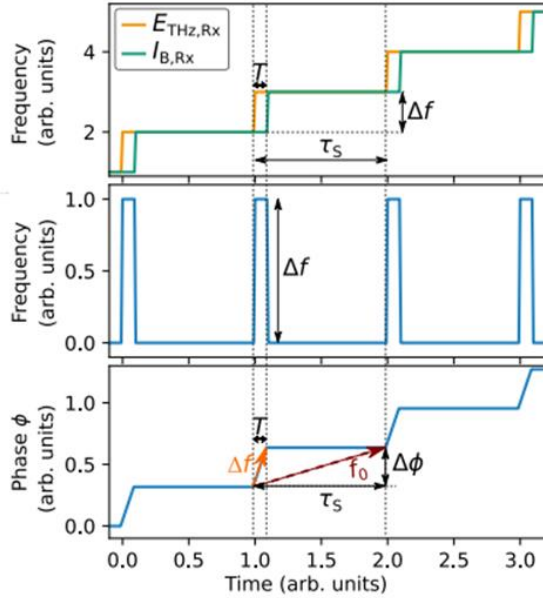 E_THz,Rx
I_B,Rx
T
Δf
τ_S
4
2
Frequency
(arb. units)
1.0
0.5
0.0
Δf
Frequency
(arb. units)
T
Δf
f_0
Δϕ
τ_S
1.0
0.5
0.0
Phase ϕ
(arb. units)
0.0 0.5 1.0 1.5 2.0 2.5 3.0
Time (arb. units)